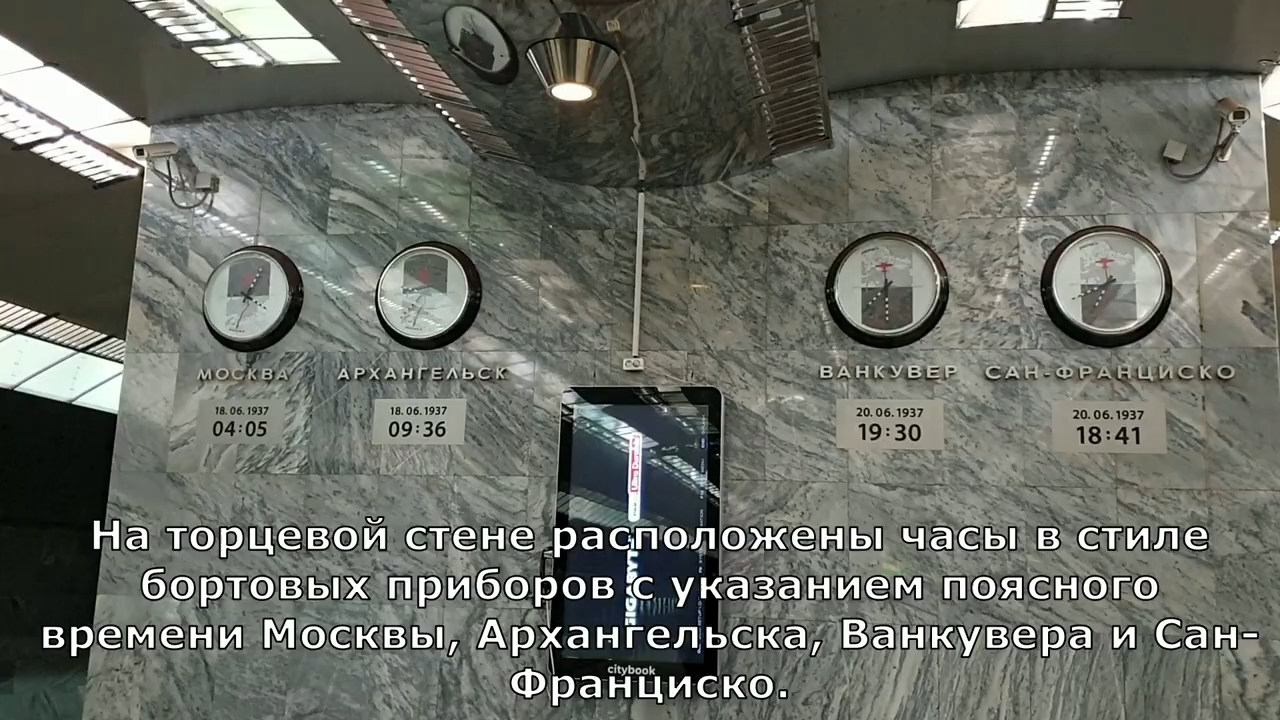 МОСКВА
АРХАНГЕЛЬСК
ВАНКУВЕР
САН-ФРАНЦИСКО
18.06.1937
04:05
18.06.1937
09:36
20.06.1937
19:30
20.06.1937
18:41
GIGABYTE
citybook
На торцевой стене расположены часы в стиле
бортовых приборов с указанием поясного
времени Москвы, Архангельска, Ванкувера и Сан-
Франциско.